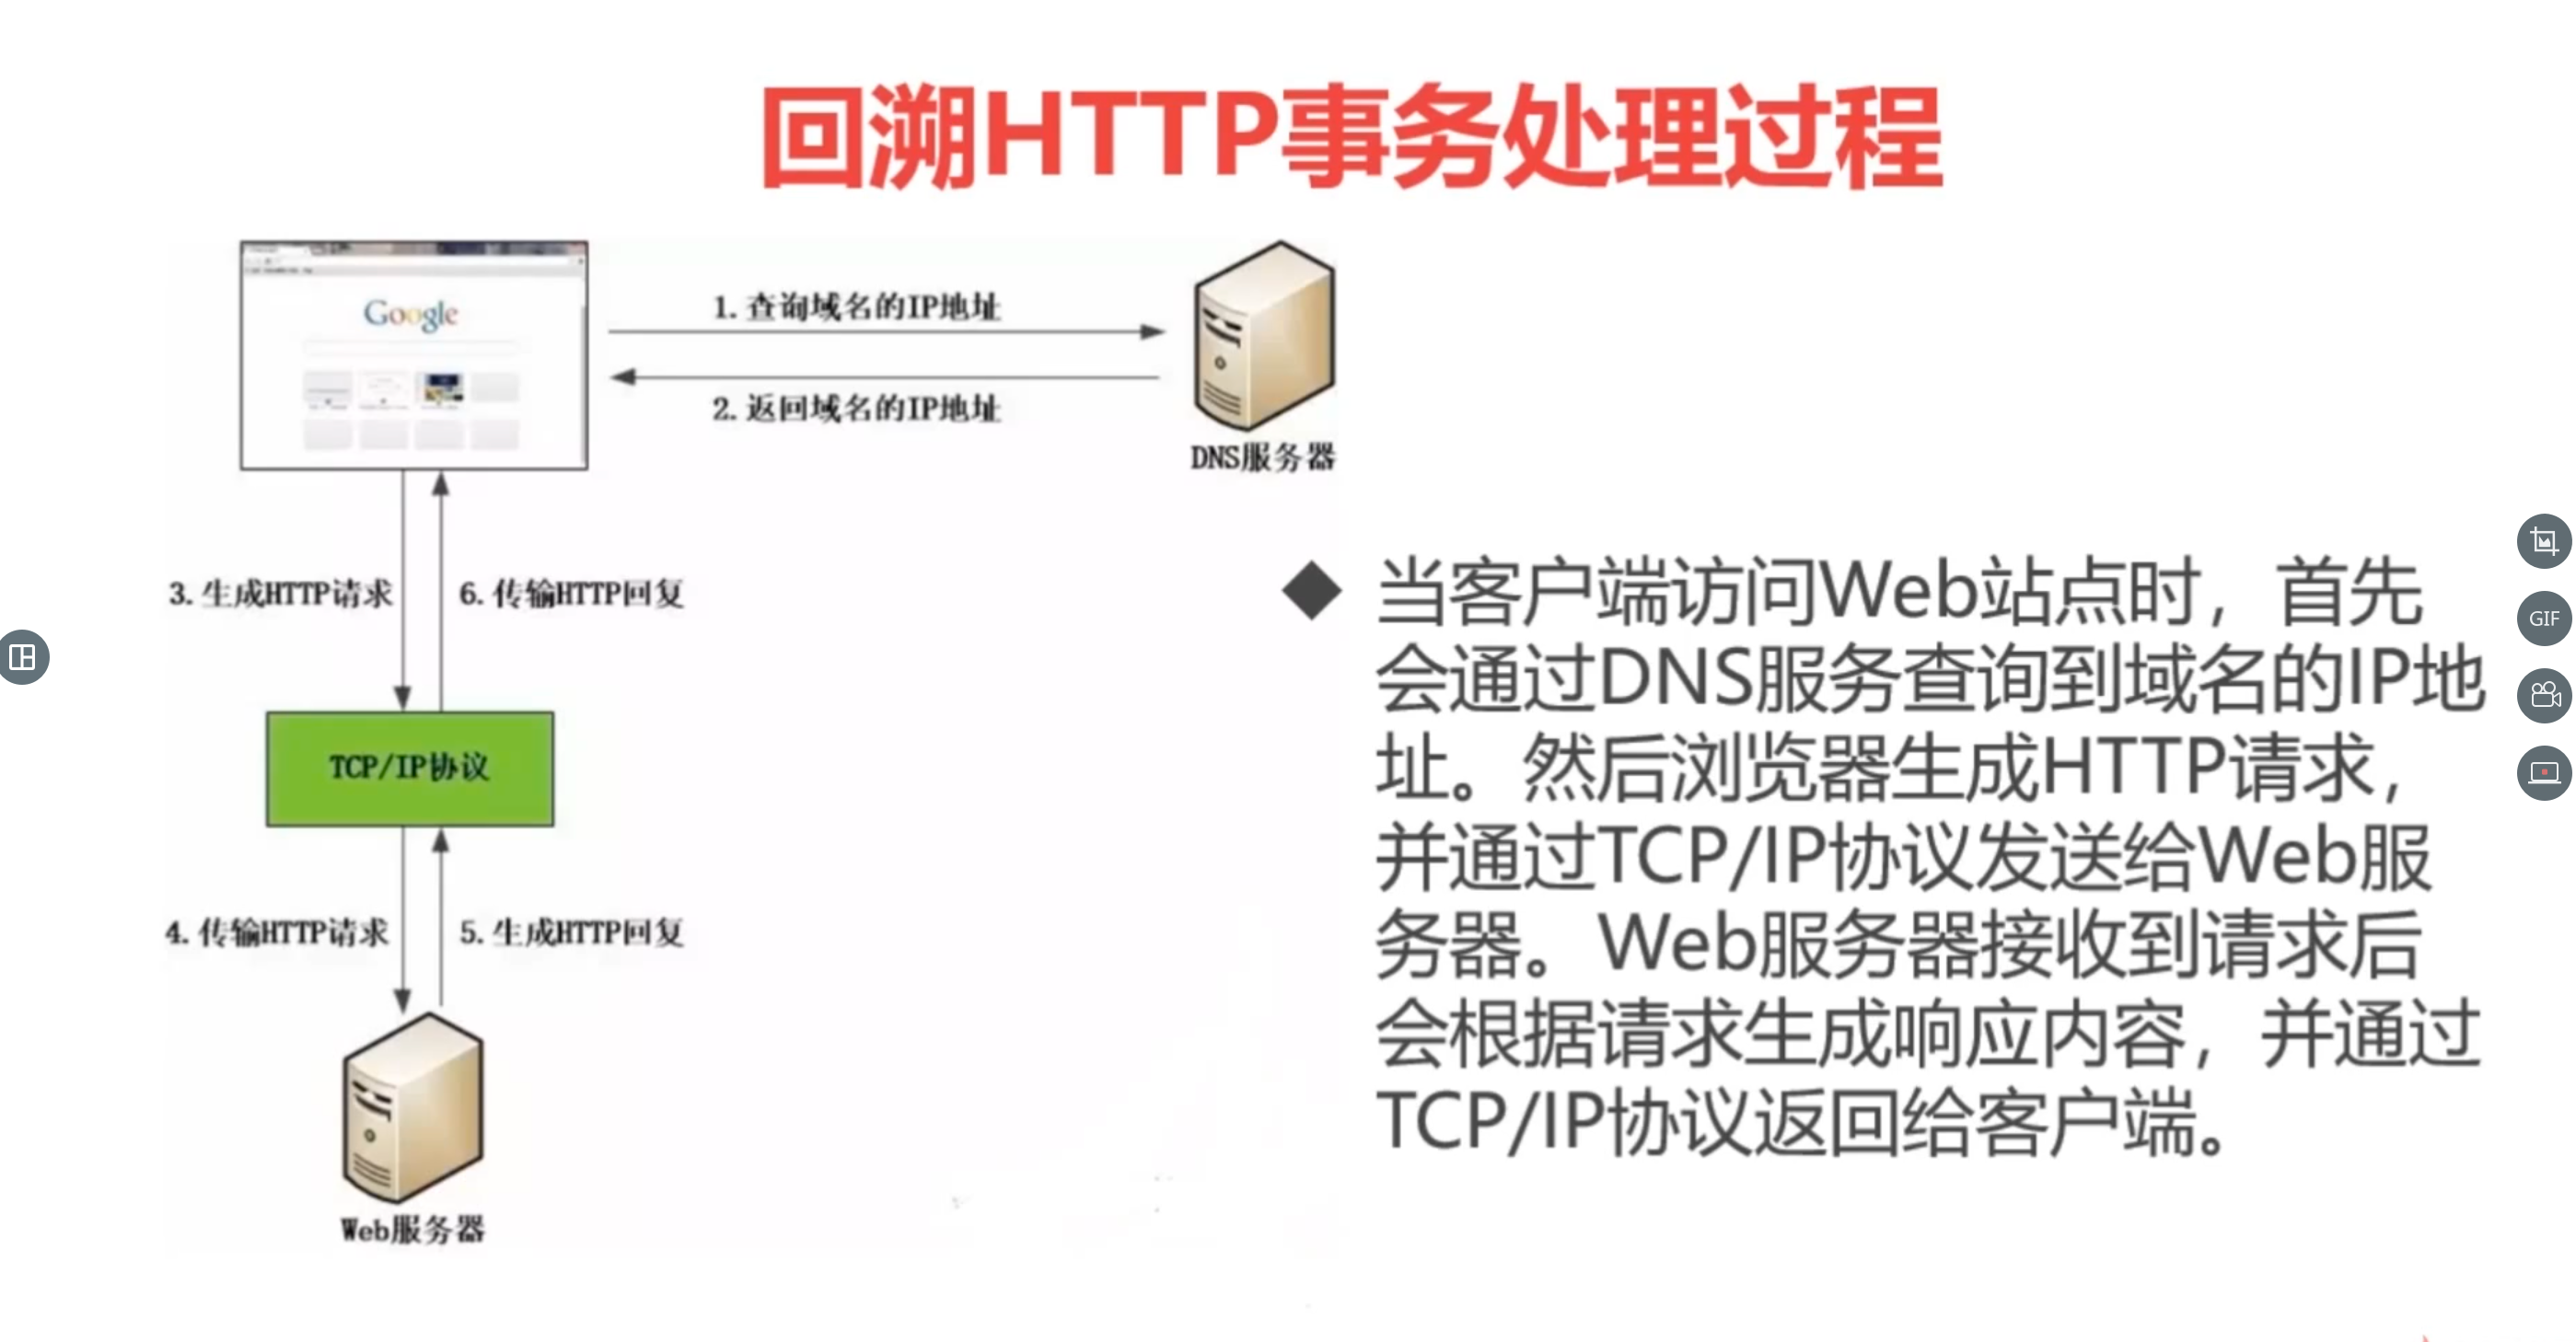 回溯HTTP事务处理过程
Google
1. 查询域名的IP地址
2. 返回域名的IP地址
DNS服务器
3. 生成HTTP请求
6. 传输HTTP回复
TCP/IP协议
4. 传输HTTP请求
5. 生成HTTP回复
Web服务器
当客户端访问Web站点时，首先
会通过DNS服务查询到域名的IP地
址。然后浏览器生成HTTP请求，
并通过TCP/IP协议发送给Web服
务器。Web服务器接收到请求后
会根据请求生成响应内容，并通过
TCP/IP协议返回给客户端。
GIF